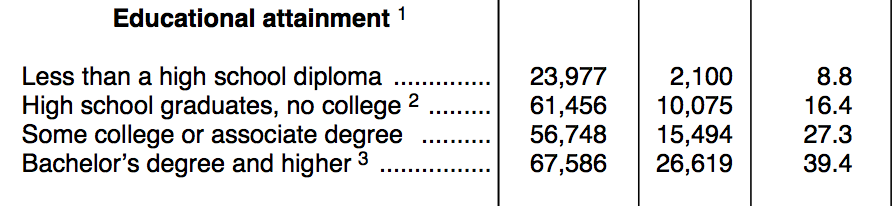 Educational attainment 1
Less than a high school diploma .............. 23,977 2,100 8.8
High school graduates, no college 2 ......... 61,456 10,075 16.4
Some college or associate degree .......... 56,748 15,494 27.3
Bachelor's degree and higher 3 ................ 67,586 26,619 39.4